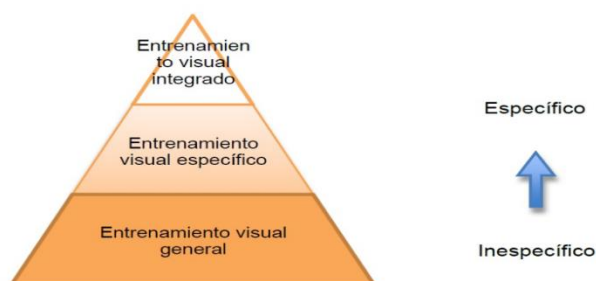 Entrenamien
to visual
integrado
Específico
Entrenamiento
visual específico
Entrenamiento visual
general
Inespecífico